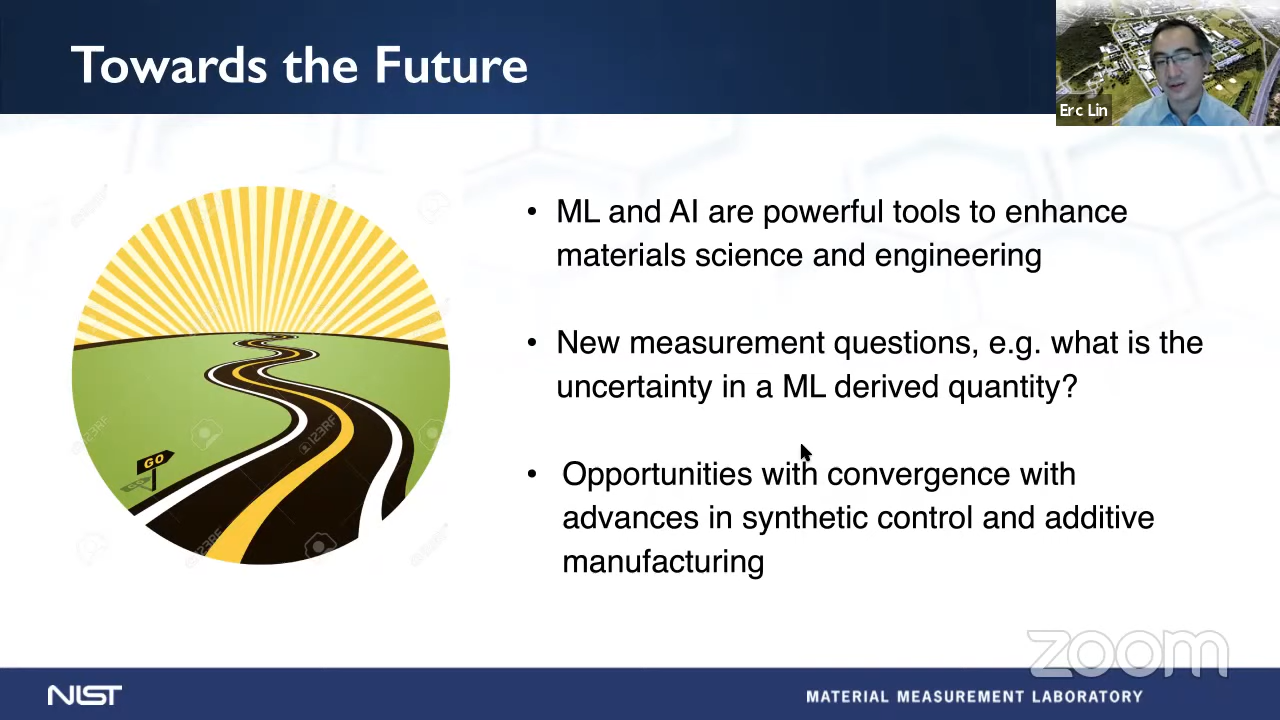 Towards the Future
Erc Lin
• ML and AI are powerful tools to enhance
materials science and engineering
• New measurement questions, e.g. what is the
uncertainty in a ML derived quantity?
• Opportunities with convergence with
advances in synthetic control and additive
manufacturing
GO
123RF
123RF
zoom
NIST
MATERIAL MEASUREMENT LABORATORY